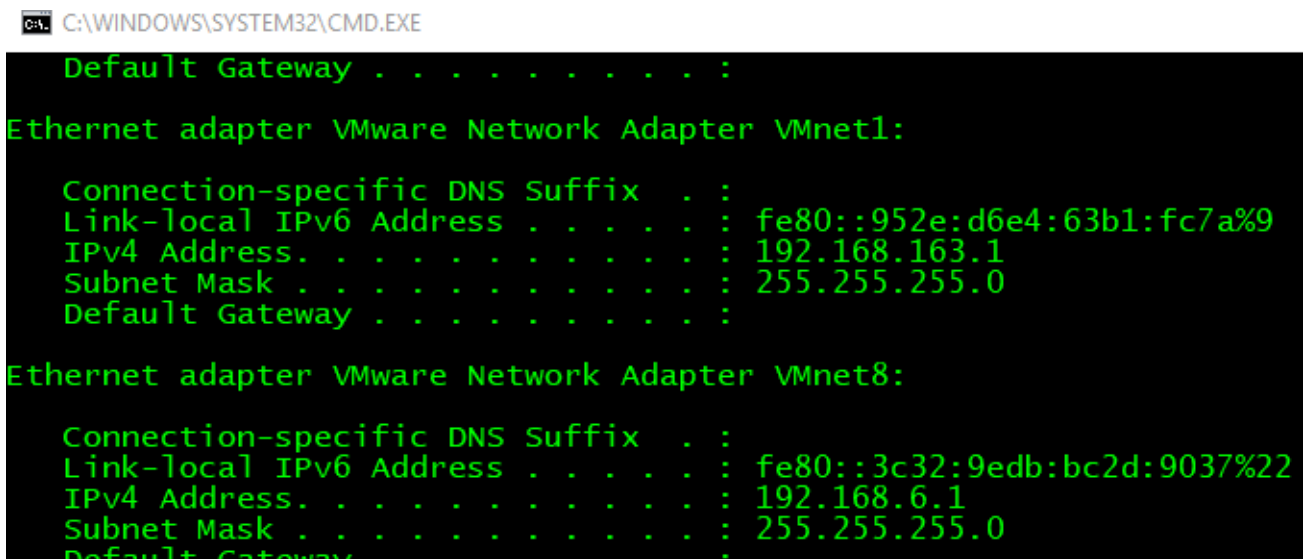 C:\WINDOWS\SYSTEM32\CMD.EXE
Default Gateway . . . . . . . . . :
Ethernet adapter VMware Network Adapter VMnet1:
Connection-specific DNS Suffix  . :
Link-local IPv6 Address . . . . . : fe80::952e:d6e4:63b1:fc7a%9
IPv4 Address. . . . . . . . . . . : 192.168.163.1
Subnet Mask . . . . . . . . . . . : 255.255.255.0
Default Gateway . . . . . . . . . :
Ethernet adapter VMware Network Adapter VMnet8:
Connection-specific DNS Suffix  . :
Link-local IPv6 Address . . . . . : fe80::3c32:9edb:bc2d:9037%22
IPv4 Address. . . . . . . . . . . : 192.168.6.1
Subnet Mask . . . . . . . . . . . : 255.255.255.0
Default Gateway . . . . . . . . . :